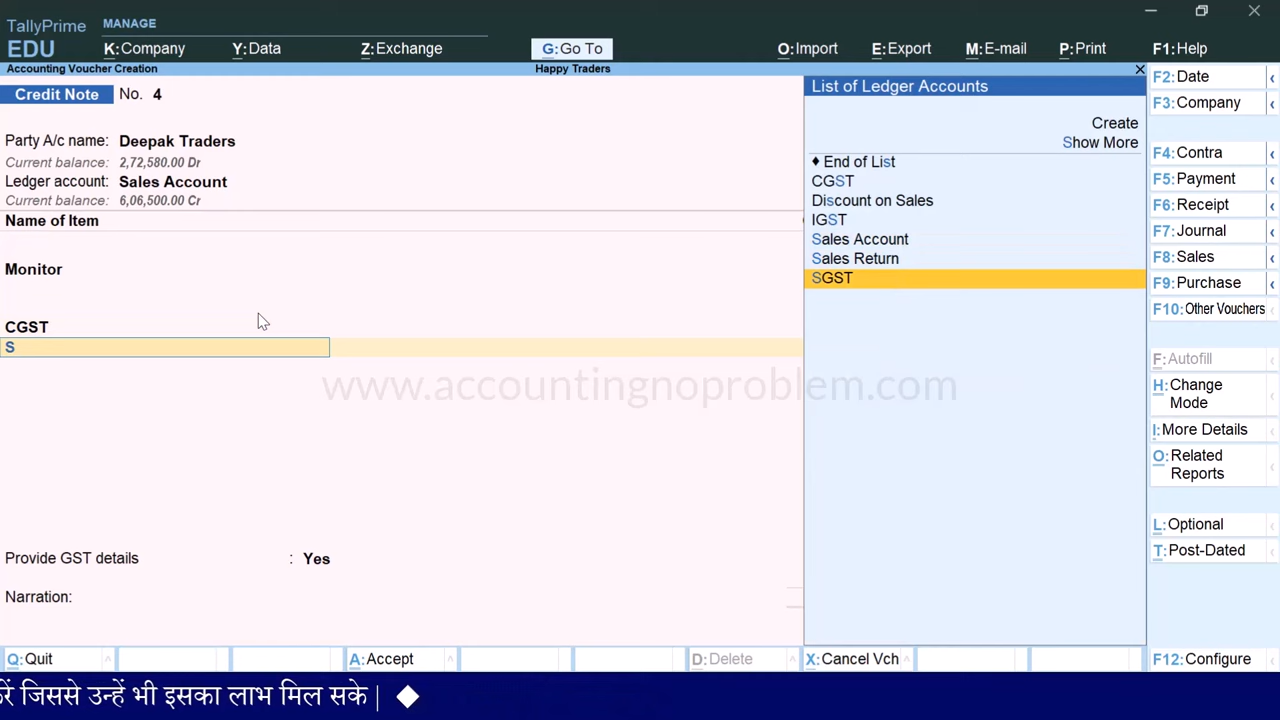 TallyPrime
EDU
MANAGE
K:Company
Y:Data
Z:Exchange
G:Go To
O:Import
E:Export
M:E-mail
P:Print
F1:Help
Accounting Voucher Creation
Happy Traders
Credit Note No. 4
Party A/c name: Deepak Traders
Current balance: 2,72,580.00 Dr
Ledger account: Sales Account
Current balance: 6,06,500.00 Cr
Name of Item
Monitor
CGST
S
Provide GST details : Yes
Narration:
List of Ledger Accounts
Create
Show More
♦ End of List
CGST
Discount on Sales
IGST
Sales Account
Sales Return
SGST
F2:Date
F3:Company
F4:Contra
F5:Payment
F6:Receipt
F7:Journal
F8:Sales
F9:Purchase
F10:Other Vouchers
F:Autofill
H:Change
Mode
I:More Details
O:Related
Reports
L:Optional
T:Post-Dated
F12:Configure
www.accountingnoproblem.com
Q:Quit
A:Accept
D:Delete
X:Cancel Vch
जिससे उन्हें भी इसका लाभ मिल सके | ◆